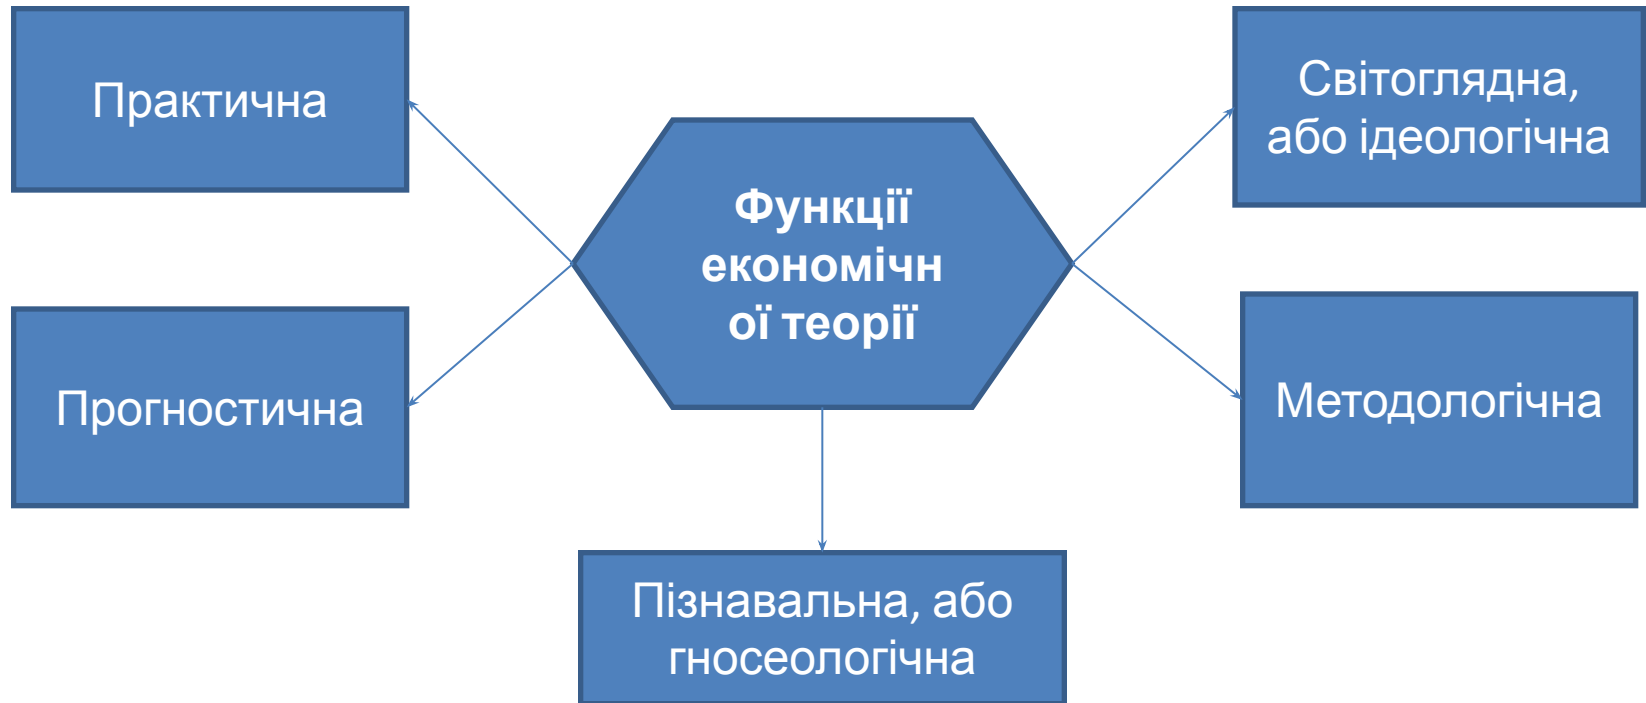 Практична
Світоглядна,
або ідеологічна
Функції
економічн
ої теорії
Прогностична
Методологічна
Пізнавальна, або
гносеологічна